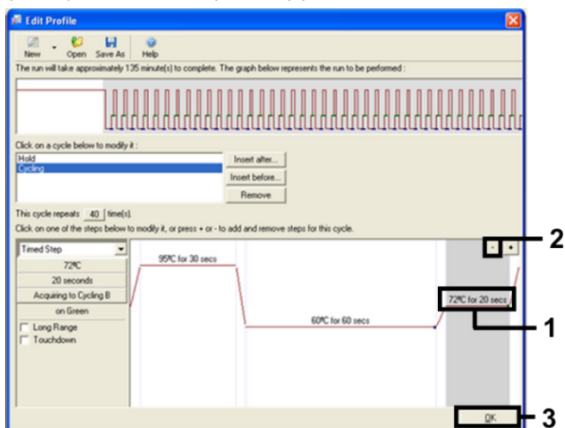 Edit Profile
New Open Save As Help
The run will take approximately 135 minute(s) to complete. The graph below represents the run to be performed :
Click on a cycle below to modify it :
Hold
Cycling
Insert after...
Insert before...
Remove
This cycle repeats 40 time(s).
Click on one of the steps below to modify it, or press + or - to add and remove steps for this cycle.
Timed Step
- +
2
72ºC
20 seconds
Acquiring to Cycling B
on Green
Long Range
Touchdown
95ºC for 30 secs
60ºC for 60 secs
72ºC for 20 secs
1
OK
3